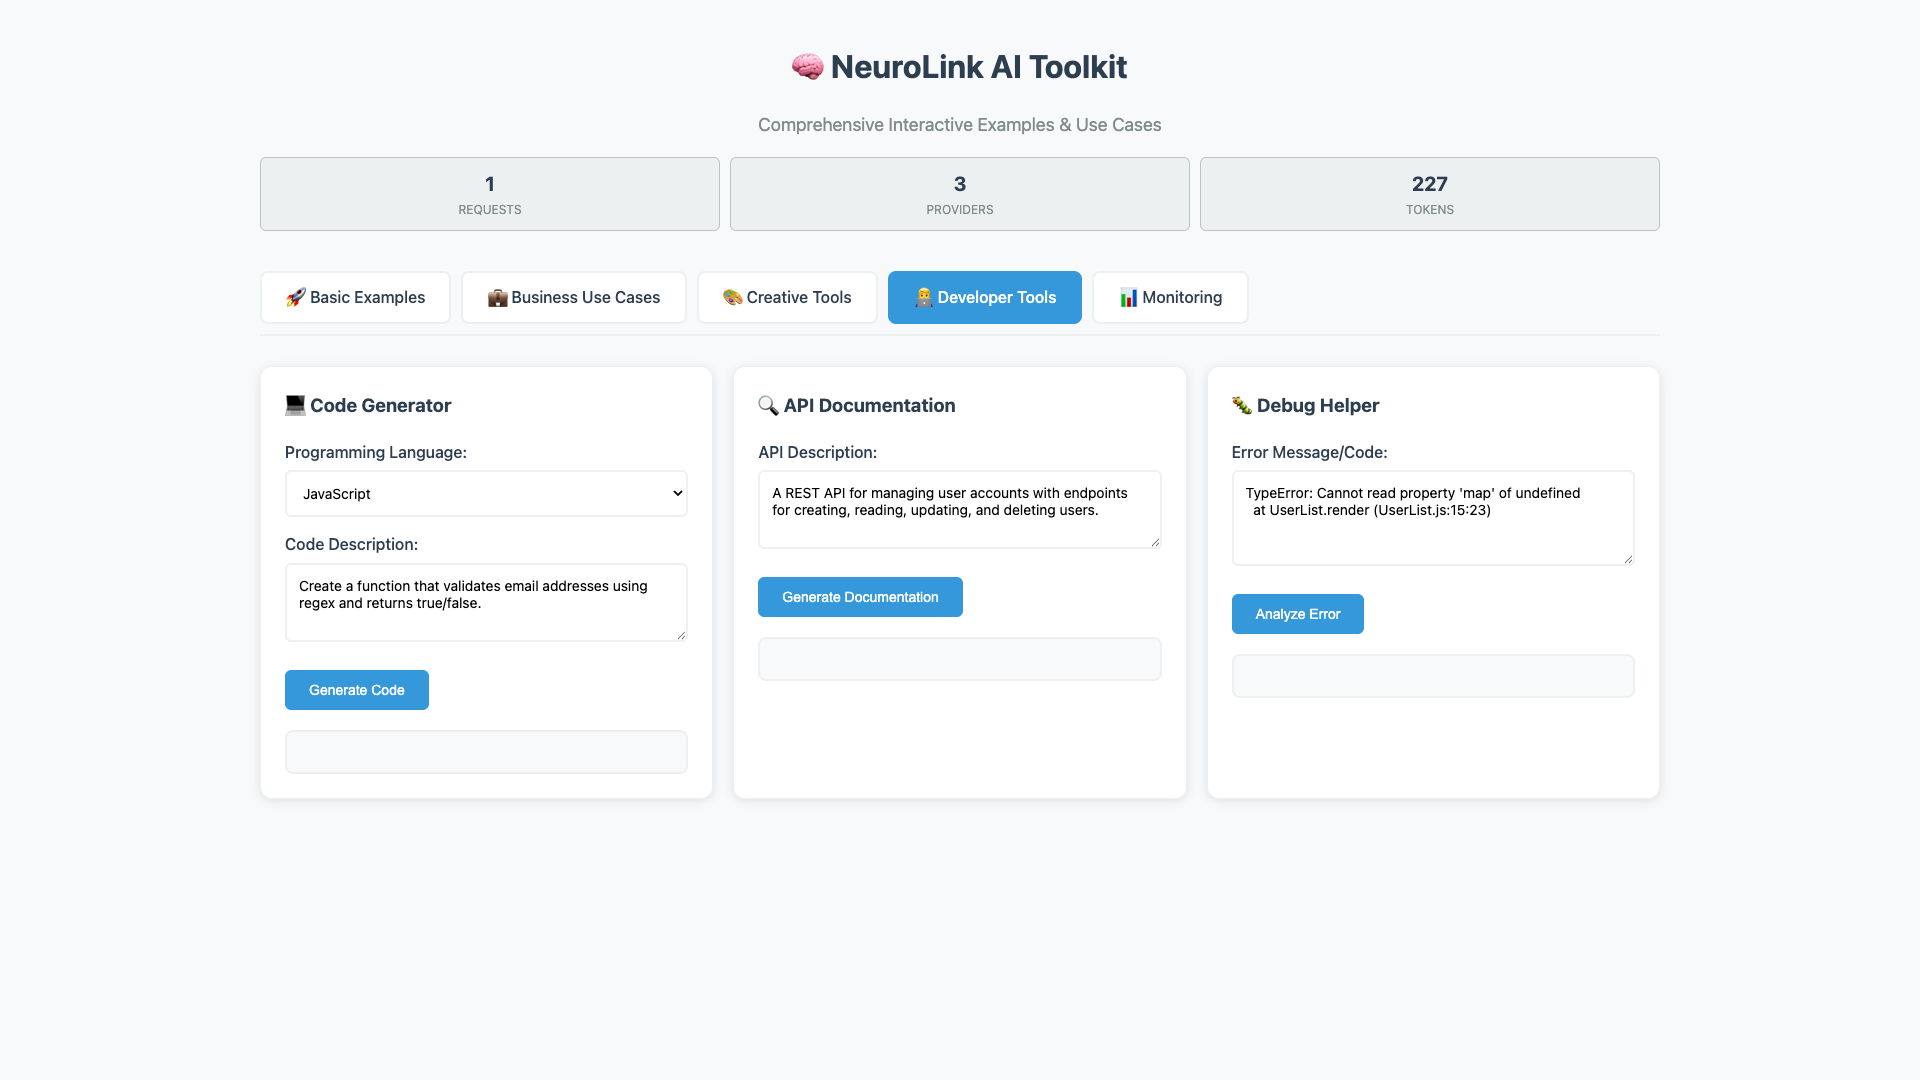 🧠 NeuroLink AI Toolkit
Comprehensive Interactive Examples & Use Cases
1
REQUESTS
3
PROVIDERS
227
TOKENS
🚀 Basic Examples
💼 Business Use Cases
🎨 Creative Tools
👨‍💻 Developer Tools
📊 Monitoring
💻 Code Generator
Programming Language:
JavaScript
Code Description:
Create a function that validates email addresses using
regex and returns true/false.
Generate Code
🔍 API Documentation
API Description:
A REST API for managing user accounts with endpoints
for creating, reading, updating, and deleting users.
Generate Documentation
🐛 Debug Helper
Error Message/Code:
TypeError: Cannot read property 'map' of undefined
at UserList.render (UserList.js:15:23)
Analyze Error